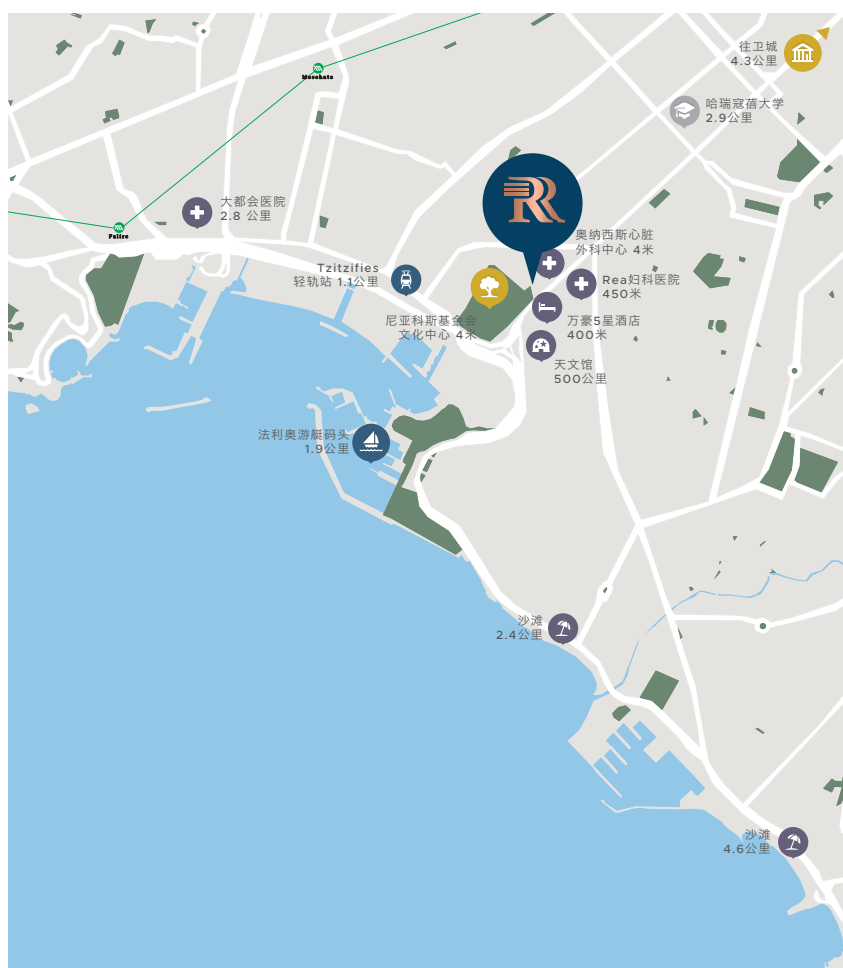 往卫城
4.3公里
Moschato
哈瑞寇蓓大学
2.9公里
R
大都会医院
2.8 公里
Faliro
奥纳西斯心脏
外科中心 4米
Tzitzifies
轻轨站 1.1公里
Rea妇科医院
450米
尼亚科斯基金会
文化中心 4米
万豪5星酒店
400米
天文馆
500公里
法利奥游艇码头
1.9公里
沙滩
2.4公里
沙滩
4.6公里